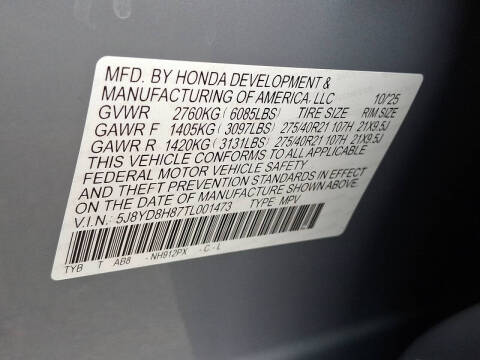 MFD. BY HONDA DEVELOPMENT &
MANUFACTURING OF AMERICA, LLC 10/25
GVWR 2760KG (6085LBS) TIRE SIZE RIM SIZE
GAWR F 1405KG (3097LBS) 275/40R21 107H 21X9.5J
GAWR R 1420KG (3131LBS) 275/40R21 107H 21X9.5J
THIS VEHICLE CONFORMS TO ALL APPLICABLE
FEDERAL MOTOR VEHICLE SAFETY
AND THEFT PREVENTION STANDARDS IN EFFECT
ON THE DATE OF MANUFACTURE SHOWN ABOVE.
V.I.N.: 5J8YD8H87TL001473 TYPE MPV
TYB T AB8 -NH912PX -C-L